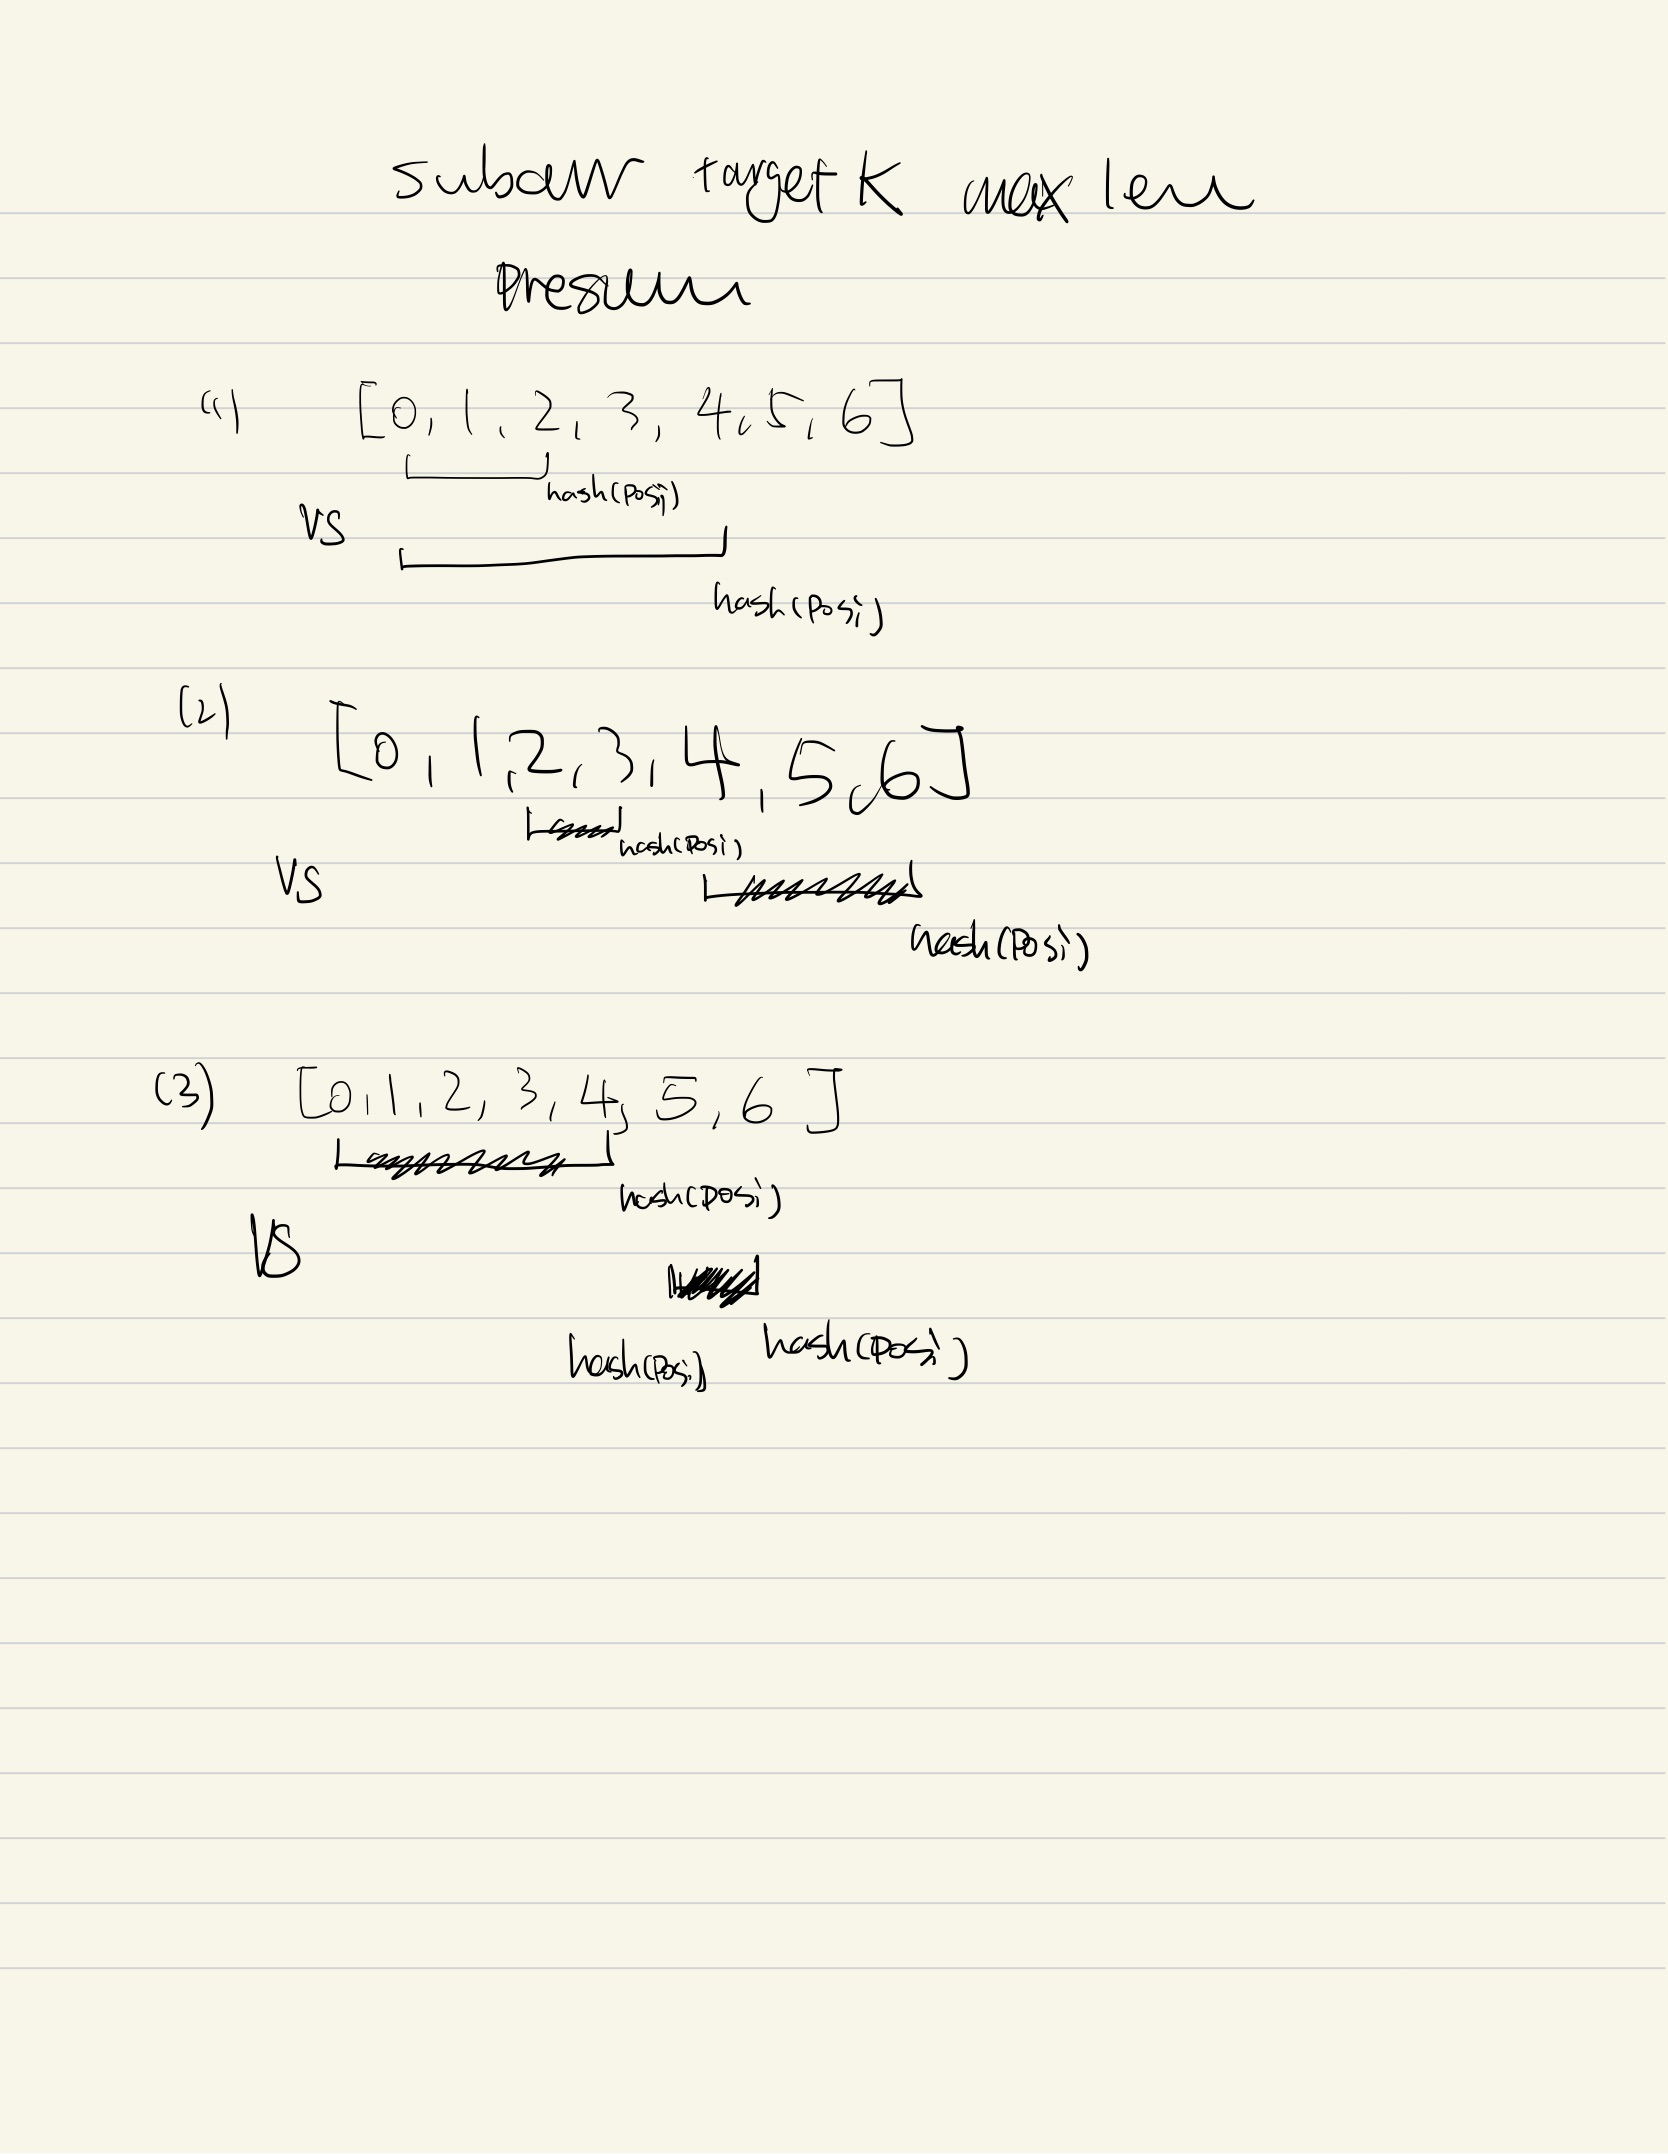 subarr target K max len
Presum
(1) [0, 1, 2, 3, 4, 5, 6]
hash(Posi)
VS
hash(Posi)
(2) [0, 1, 2, 3, 4, 5, 6]
hash(Posi)
VS
hash(Posi)
(3) [0, 1, 2, 3, 4, 5, 6]
hash(Posi)
VS
hash(Posi) hash(Posi)